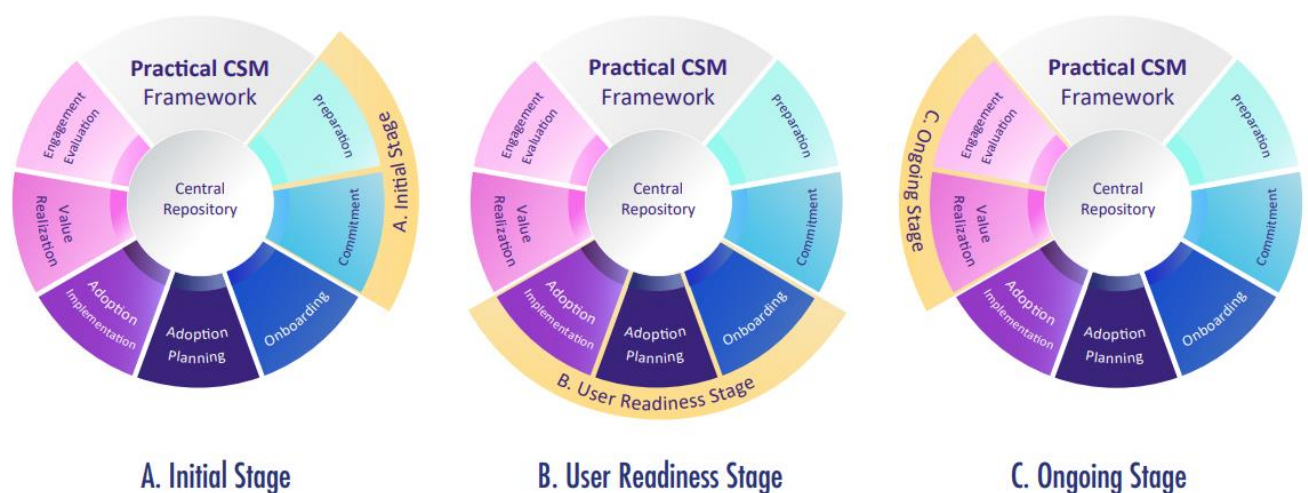 Practical CSM
Framework
Engagement
Evaluation
Preparation
A. Initial Stage
Central
Repository
Value
Realization
Commitment
Adoption
Implementation
Adoption
Planning
Onboarding
A. Initial Stage
Practical CSM
Framework
Engagement
Evaluation
Preparation
Central
Repository
Value
Realization
Commitment
Adoption
Implementation
Adoption
Planning
Onboarding
B. User Readiness Stage
B. User Readiness Stage
Practical CSM
Framework
C. Ongoing Stage
Engagement
Evaluation
Preparation
Central
Repository
Value
Realization
Commitment
Adoption
Implementation
Adoption
Planning
Onboarding
C. Ongoing Stage